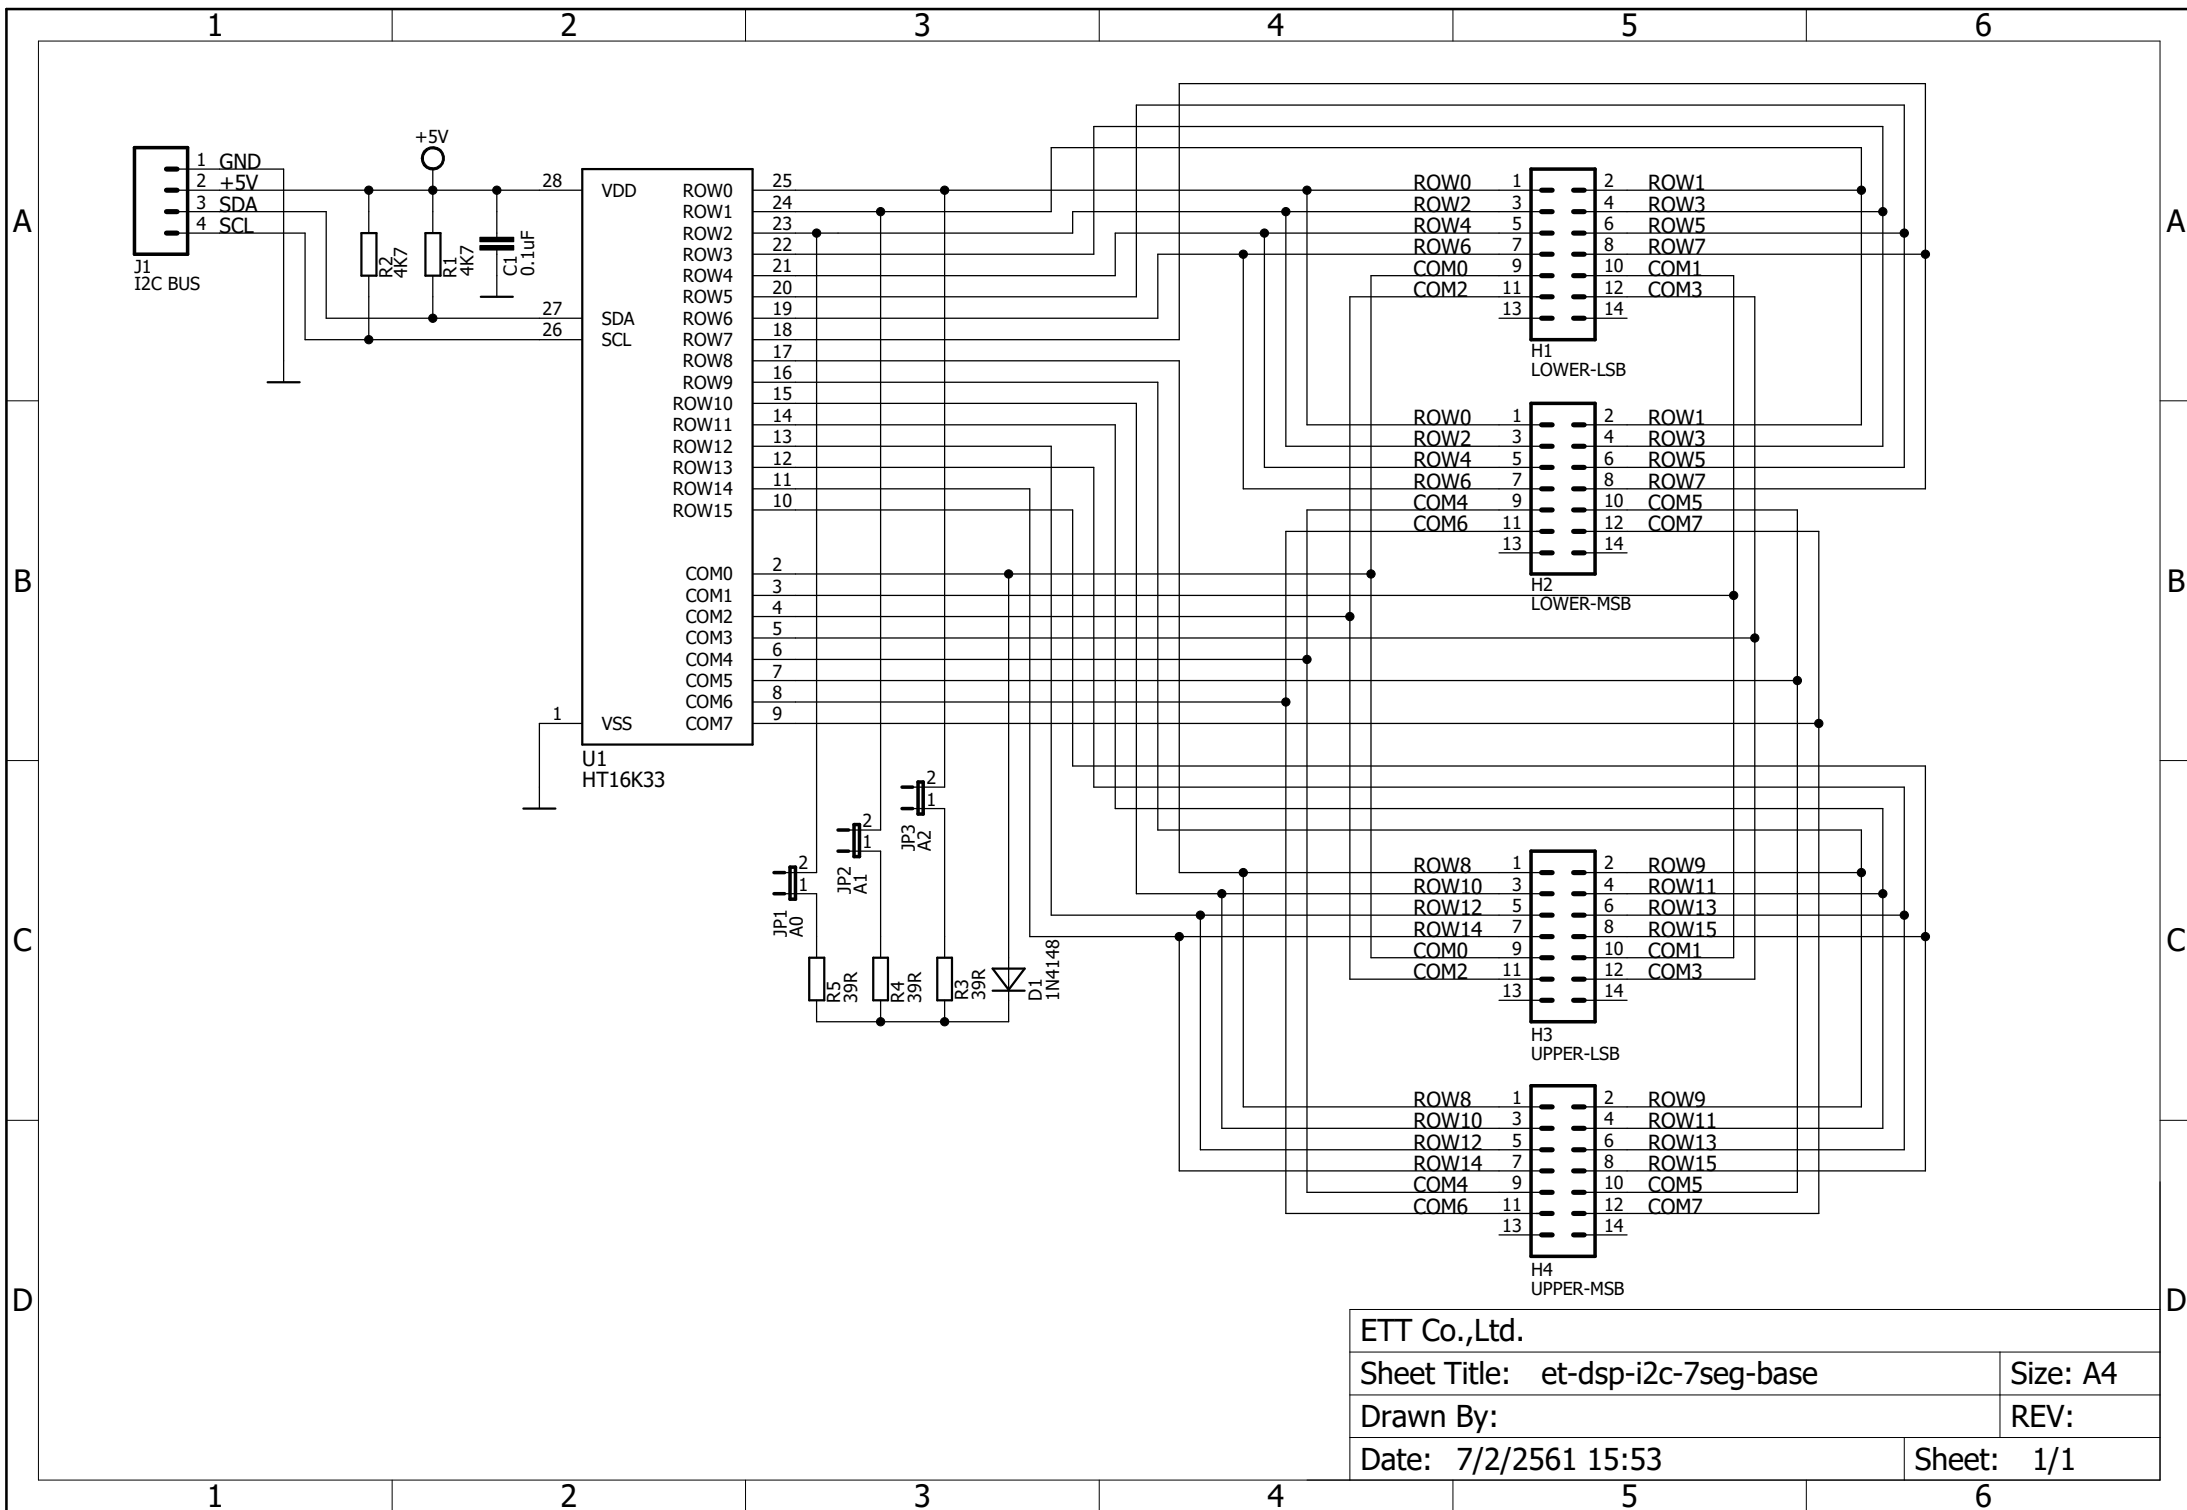 1 2 3 4 5 6
A A
B B
C C
D D
1 GND
2 +5V
3 SDA
4 SCL
J1
I2C BUS
+5V
R2
4K7
R1
4K7
C1
0.1uF
28 VDD
27 SDA
26 SCL
1 VSS
ROW0 25
ROW1 24
ROW2 23
ROW3 22
ROW4 21
ROW5 20
ROW6 19
ROW7 18
ROW8 17
ROW9 16
ROW10 15
ROW11 14
ROW12 13
ROW13 12
ROW14 11
ROW15 10
COM0 2
COM1 3
COM2 4
COM3 5
COM4 6
COM5 7
COM6 8
COM7 9
U1
HT16K33
2
1
JP3
A2
2
1
JP2
A1
2
1
JP1
A0
R5
39R
R4
39R
R3
39R
D1
1N4148
ROW0 1 2 ROW1
ROW2 3 4 ROW3
ROW4 5 6 ROW5
ROW6 7 8 ROW7
COM0 9 10 COM1
COM2 11 12 COM3
13 14
H1
LOWER-LSB
ROW0 1 2 ROW1
ROW2 3 4 ROW3
ROW4 5 6 ROW5
ROW6 7 8 ROW7
COM4 9 10 COM5
COM6 11 12 COM7
13 14
H2
LOWER-MSB
ROW8 1 2 ROW9
ROW10 3 4 ROW11
ROW12 5 6 ROW13
ROW14 7 8 ROW15
COM0 9 10 COM1
COM2 11 12 COM3
13 14
H3
UPPER-LSB
ROW8 1 2 ROW9
ROW10 3 4 ROW11
ROW12 5 6 ROW13
ROW14 7 8 ROW15
COM4 9 10 COM5
COM6 11 12 COM7
13 14
H4
UPPER-MSB
ETT Co.,Ltd.
Sheet Title: et-dsp-i2c-7seg-base Size: A4
Drawn By: REV:
Date: 7/2/2561 15:53 Sheet: 1/1
1 2 3 4 5 6